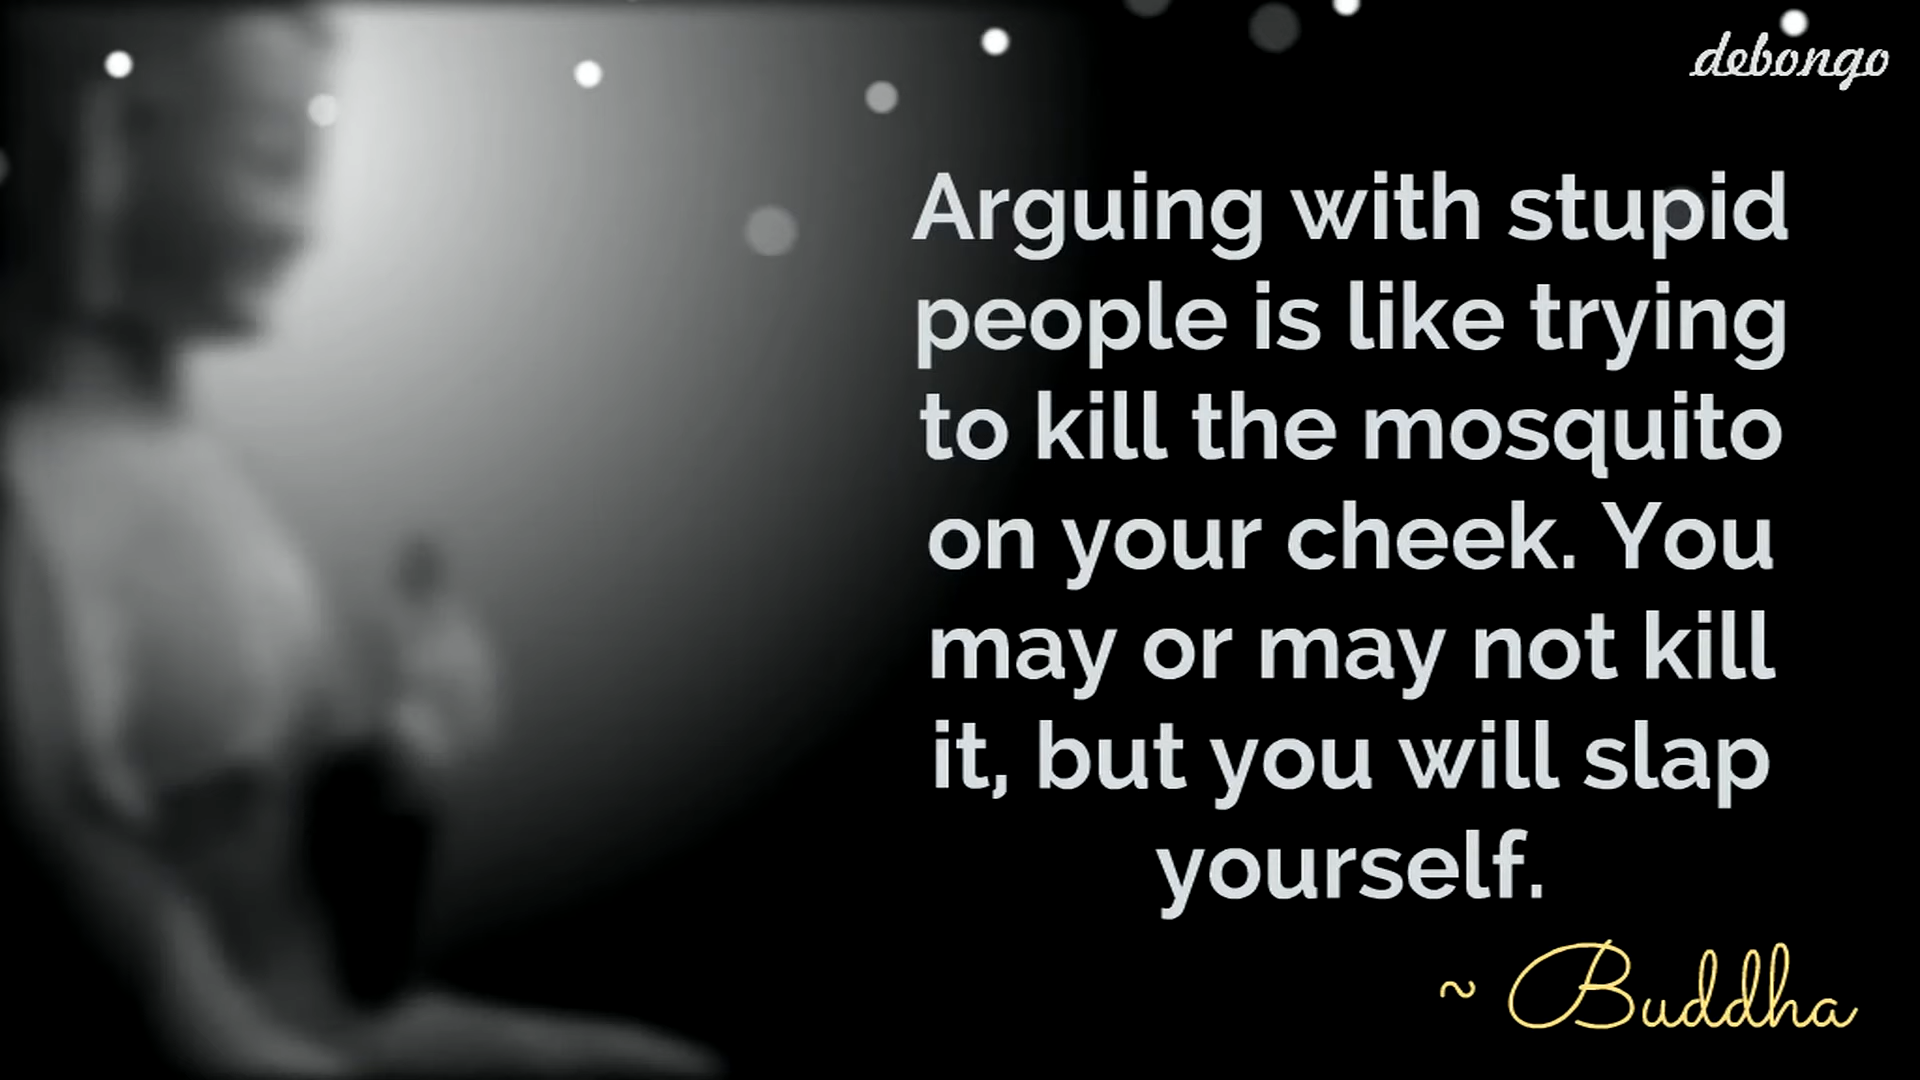 debongo
Arguing with stupid
people is like trying
to kill the mosquito
on your cheek. You
may or may not kill
it, but you will slap
yourself.
~ Buddha